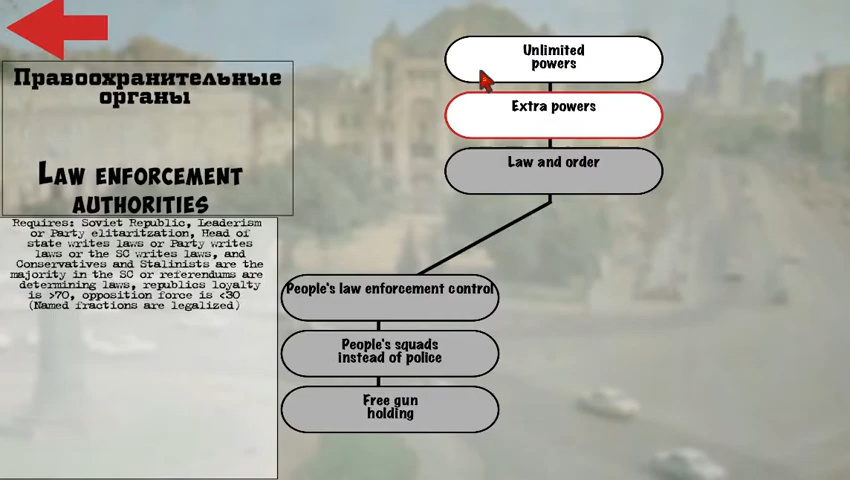 Правоохранительные
органы
Law enforcement
authorities
Requires: Soviet Republic, Leaderism
or Party elitaritzation, Head of
state writes laws or Party writes
laws or the SC writes laws, and
Conservatives and Stalinists are the
majority in the SC or referendums are
determining laws, republics loyalty
is >70, opposition force is <30
(Named fractions are legalized)
Unlimited
powers
Extra powers
Law and order
People's law enforcement control
People's squads
instead of police
Free gun
holding